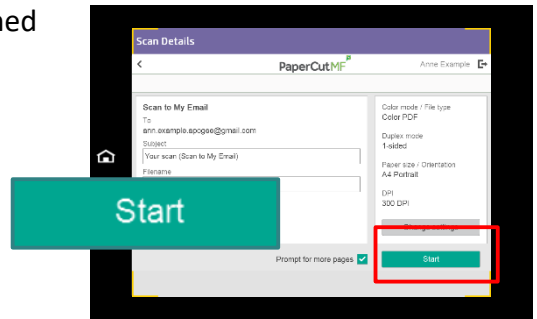 Scan Details
PaperCutMF
Anne Example
Scan to My Email
To
ann.example.apogee@gmail.com
Subject
Your scan (Scan to My Email)
Filename
Color mode / File type
Color PDF
Duplex mode
1-sided
Paper size / Orientation
A4 Portrait
DPI
300 DPI
Change settings
Prompt for more pages
Start
Start